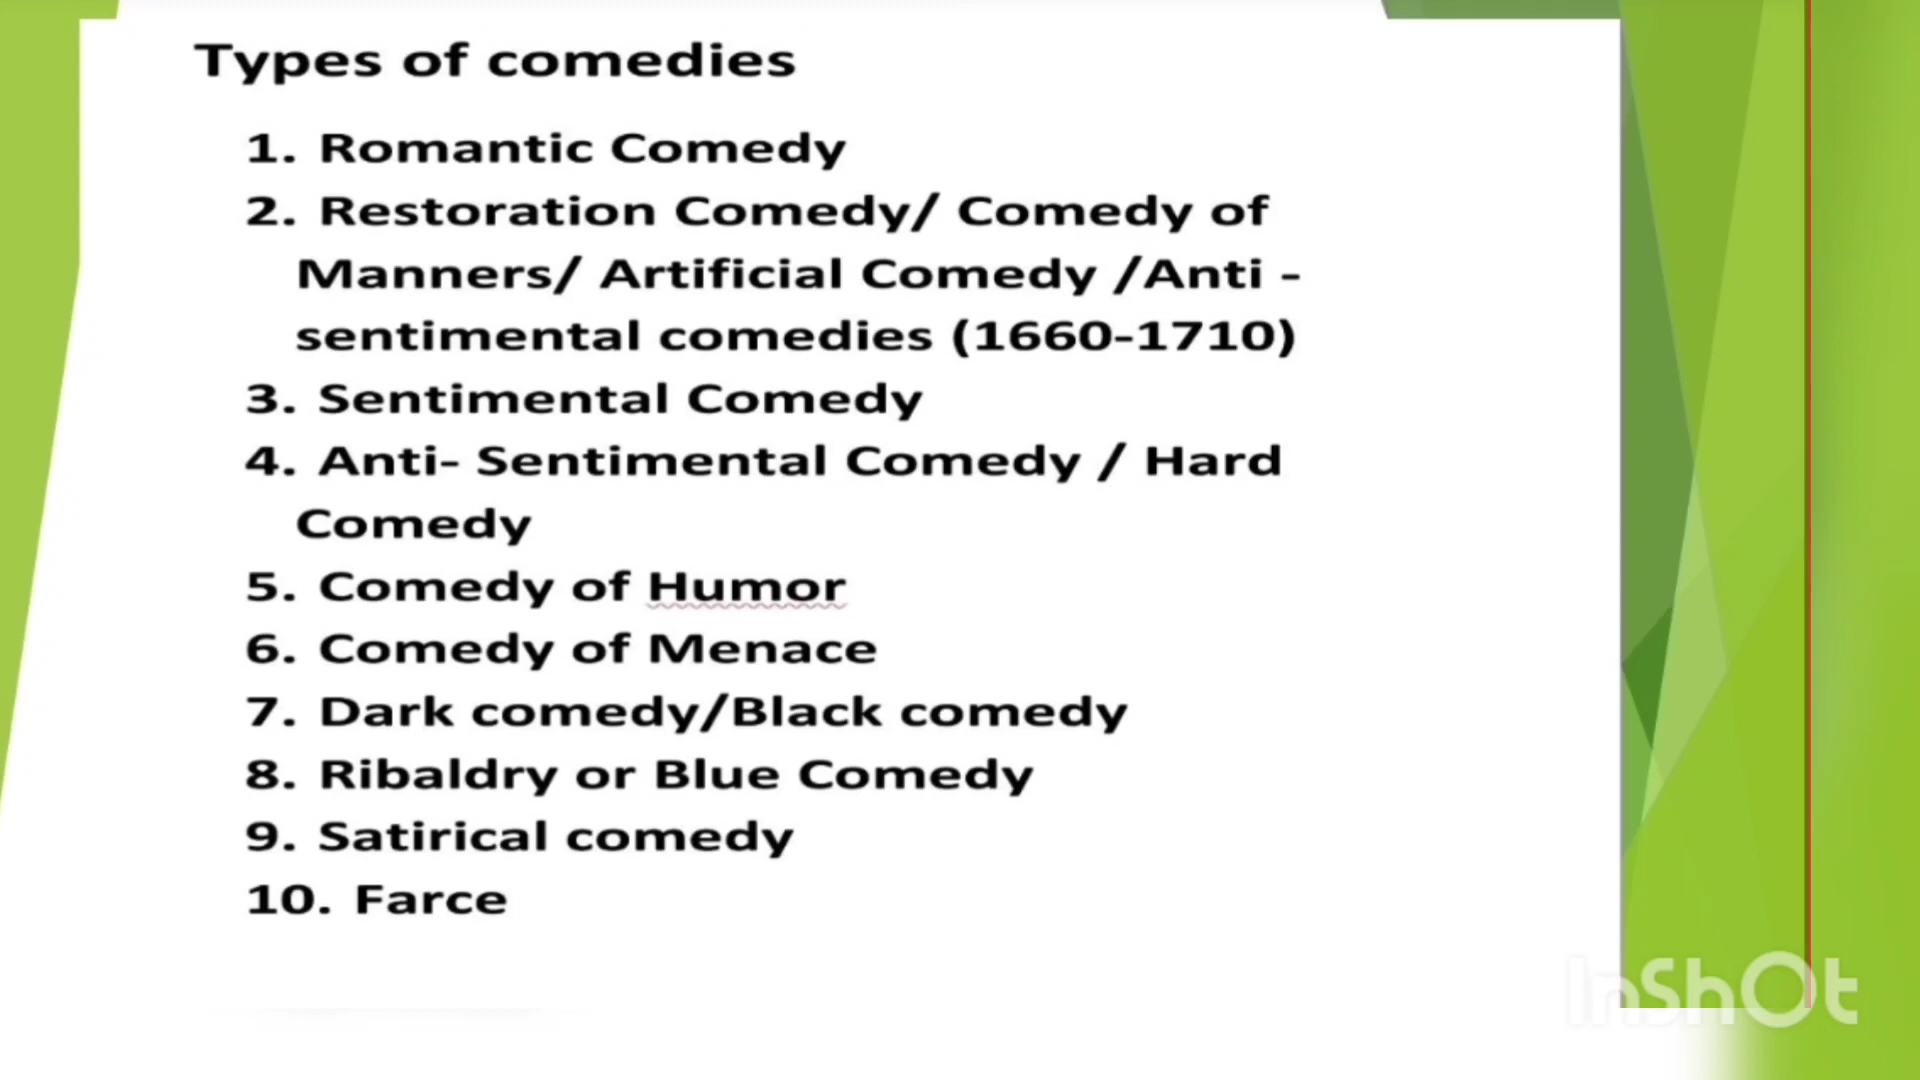 Types of comedies
1. Romantic Comedy
2. Restoration Comedy/ Comedy of
Manners/ Artificial Comedy /Anti -
sentimental comedies (1660-1710)
3. Sentimental Comedy
4. Anti- Sentimental Comedy / Hard
Comedy
5. Comedy of Humor
6. Comedy of Menace
7. Dark comedy/Black comedy
8. Ribaldry or Blue Comedy
9. Satirical comedy
10. Farce
InShOt